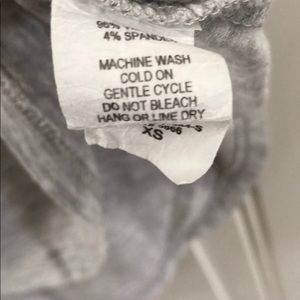 4% SPANDEX
MACHINE WASH
COLD ON
GENTLE CYCLE
DO NOT BLEACH
HANG OR LINE DRY
XS